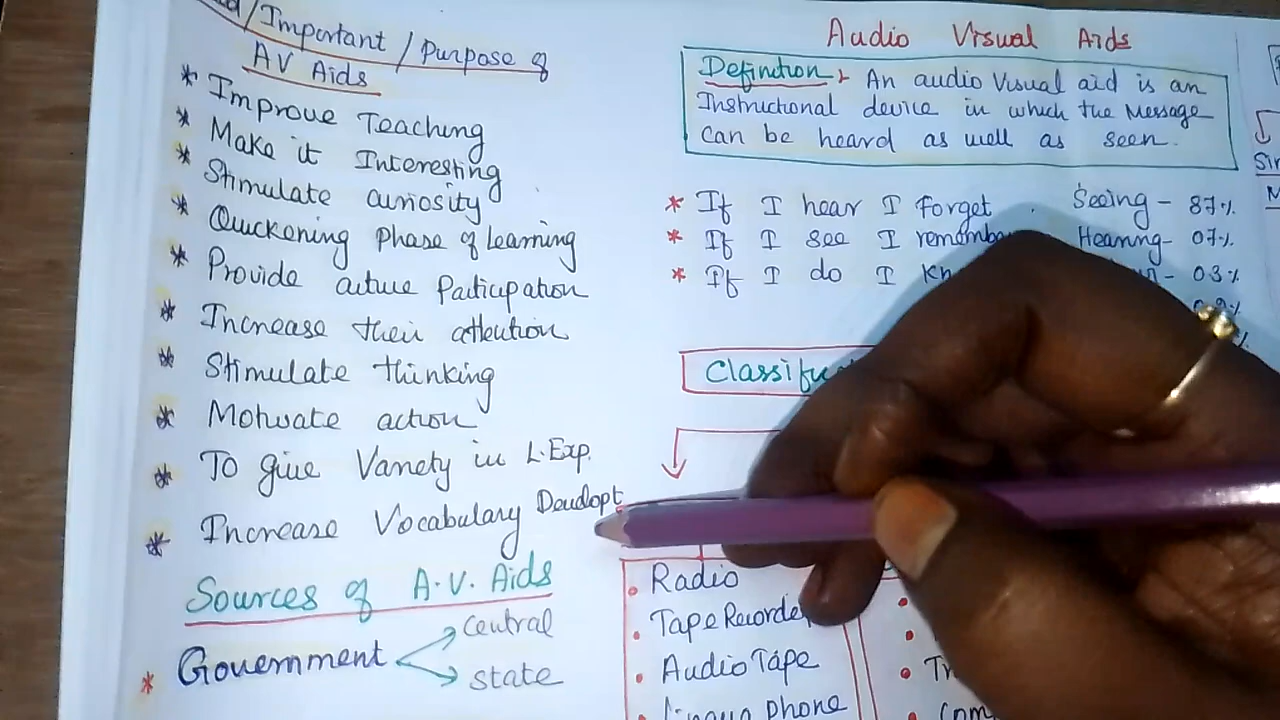 /Important / Purpose of
AV Aids
* Improve Teaching
* Make it Interesting
* Stimulate curiosity
* Quickening Phase of Learning
* Provide active Participation
* Increase their attention
* Stimulate thinking
* Motivate action
* To give Variety in L.Exp.
* Increase Vocabulary Developt
Sources of A.V. Aids
* Government
central
state
Audio Visual Aids
Definition > An audio Visual aid is an
Instructional device in which the Message
can be heard as well as seen.
* If I hear I forget
* If I see I
* If I do I
Seeing - 87%
Hearing - 07%
03%
• Radio
• Tape Recorder
• Audio Tape
• Lingua phone